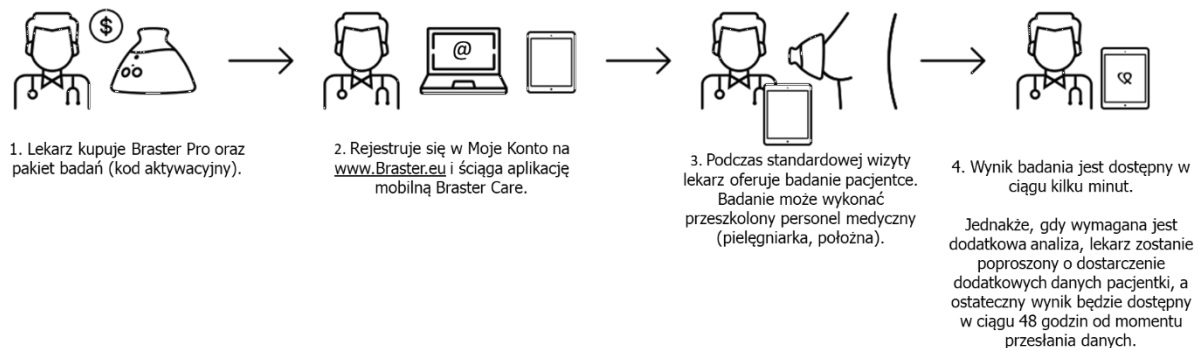 $
@
1. Lekarz kupuje Braster Pro oraz
pakiet badań (kod aktywacyjny).
2. Rejestruje się w Moje Konto na
www.Braster.eu i ściąga aplikację
mobilną Braster Care.
3. Podczas standardowej wizyty
lekarz oferuje badanie pacjentce.
Badanie może wykonać
przeszkolony personel medyczny
(pielęgniarka, położna).
4. Wynik badania jest dostępny w
ciągu kilku minut.
Jednakże, gdy wymagana jest
dodatkowa analiza, lekarz zostanie
poproszony o dostarczenie
dodatkowych danych pacjentki, a
ostateczny wynik będzie dostępny
w ciągu 48 godzin od momentu
przesłania danych.